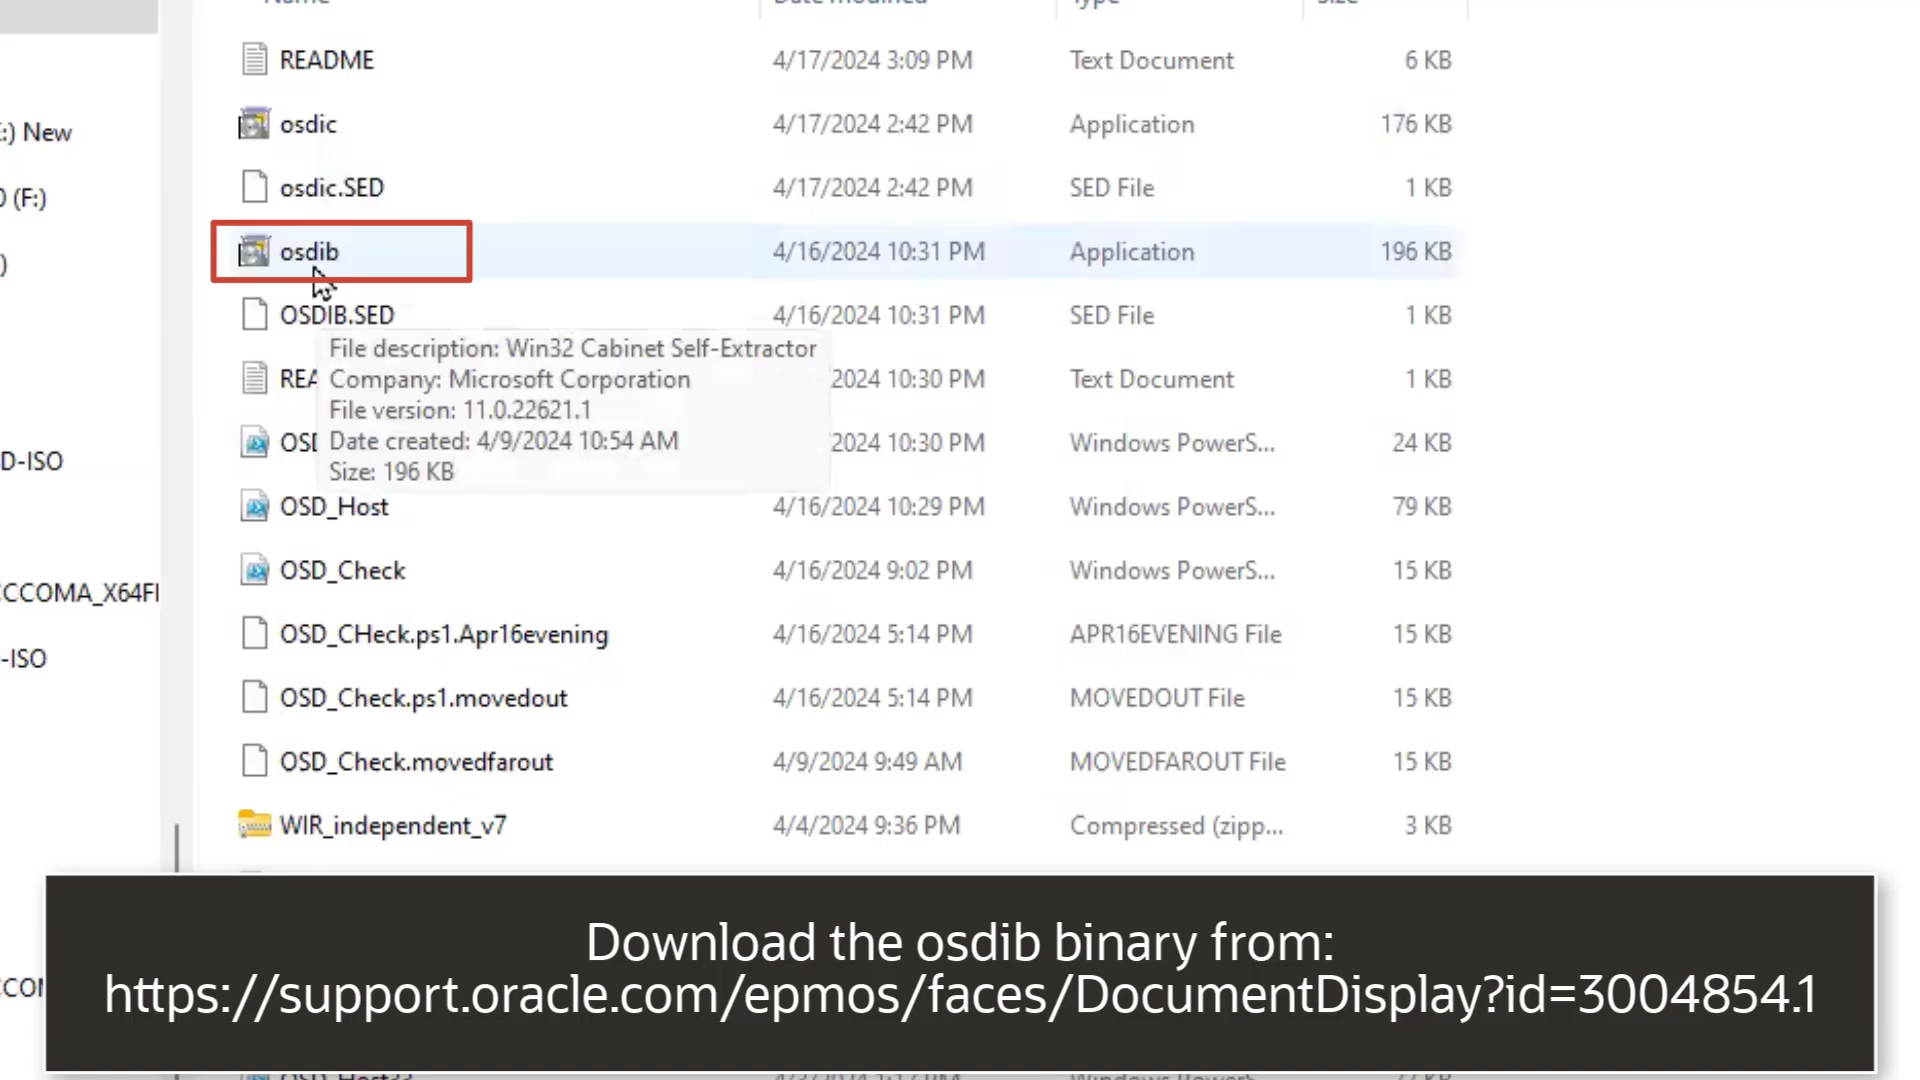 Name Date modified Type Size
README 4/17/2024 3:09 PM Text Document 6 KB
osdic 4/17/2024 2:42 PM Application 176 KB
:) New
osdic.SED 4/17/2024 2:42 PM SED File 1 KB
(F:)
osdib 4/16/2024 10:31 PM Application 196 KB
)
OSDIB.SED 4/16/2024 10:31 PM SED File 1 KB
File description: Win32 Cabinet Self-Extractor
REA Company: Microsoft Corporation 2024 10:30 PM Text Document 1 KB
File version: 11.0.22621.1
OSD Date created: 4/9/2024 10:54 AM 2024 10:30 PM Windows PowerS... 24 KB
D-ISO
Size: 196 KB
OSD_Host 4/16/2024 10:29 PM Windows PowerS... 79 KB
OSD_Check 4/16/2024 9:02 PM Windows PowerS... 15 KB
CCCOMA_X64F
OSD_CHeck.ps1.Apr16evening 4/16/2024 5:14 PM APR16EVENING File 15 KB
-ISO
OSD_Check.ps1.movedout 4/16/2024 5:14 PM MOVEDOUT File 15 KB
OSD_Check.movedfarout 4/9/2024 9:49 AM MOVEDFAROUT File 15 KB
WIR_independent_v7 4/4/2024 9:36 PM Compressed (zipp... 3 KB
Download the osdib binary from:
https://support.oracle.com/epmos/faces/DocumentDisplay?id=3004854.1